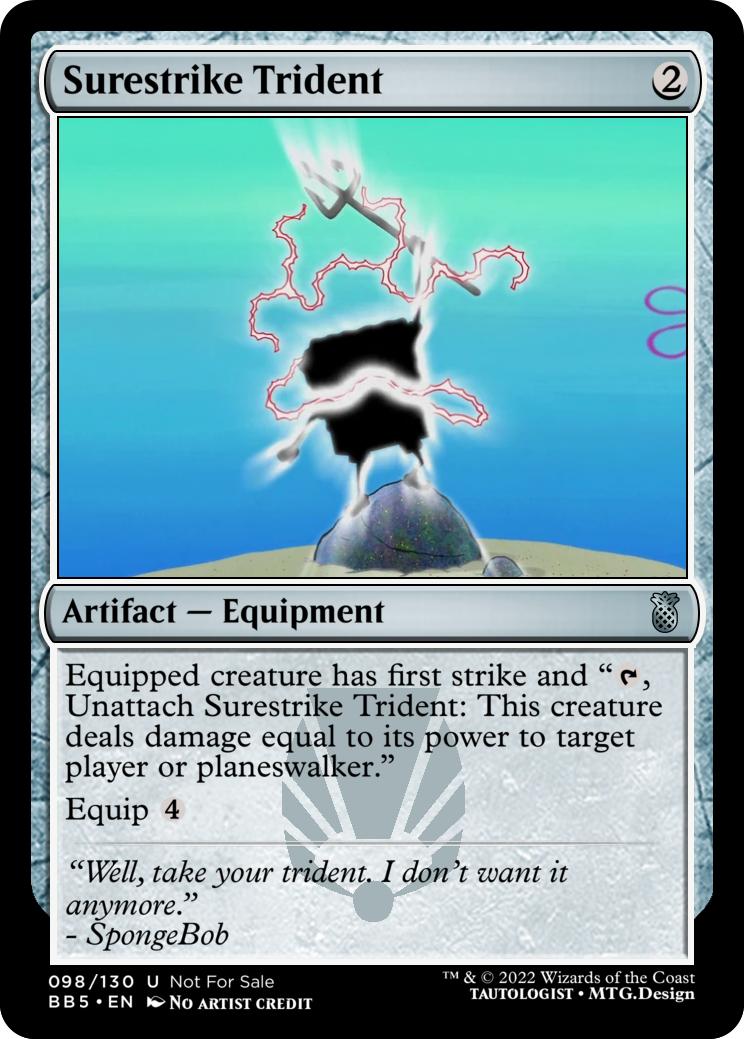 Surestrike Trident 2
Artifact — Equipment
Equipped creature has first strike and “ ,
Unattach Surestrike Trident: This creature
deals damage equal to its power to target
player or planeswalker.”
Equip 4
“Well, take your trident. I don’t want it
anymore.”
- SpongeBob
098/130 U Not For Sale
BB5 • EN No artist credit
™ & © 2022 Wizards of the Coast
TAUTOLOGIST • MTG.Design